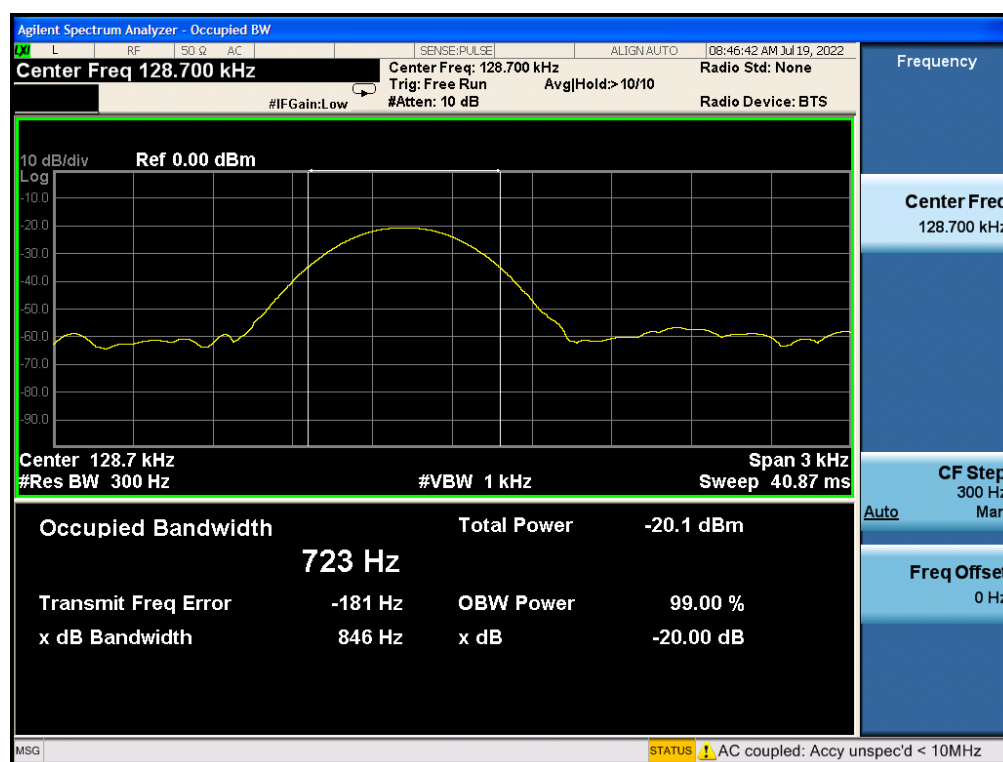 Agilent Spectrum Analyzer - Occupied BW
LXI L RF 50 Ω AC SENSE:PULSE ALIGN AUTO 08:46:42 AM Jul 19, 2022
Center Freq 128.700 kHz
Center Freq: 128.700 kHz
Radio Std: None
Trig: Free Run Avg|Hold:>10/10
#IFGain:Low
#Atten: 10 dB
Radio Device: BTS
10 dB/div Ref 0.00 dBm
Log
-10.0
-20.0
-30.0
-40.0
-50.0
-60.0
-70.0
-80.0
-90.0
Center 128.7 kHz Span 3 kHz
#Res BW 300 Hz #VBW 1 kHz Sweep 40.87 ms
Occupied Bandwidth Total Power -20.1 dBm
723 Hz
Transmit Freq Error -181 Hz OBW Power 99.00 %
x dB Bandwidth 846 Hz x dB -20.00 dB
Frequency
Center Freq
128.700 kHz
CF Step
300 Hz
Auto Man
Freq Offset
0 Hz
MSG STATUS AC coupled: Accy unspec'd < 10MHz